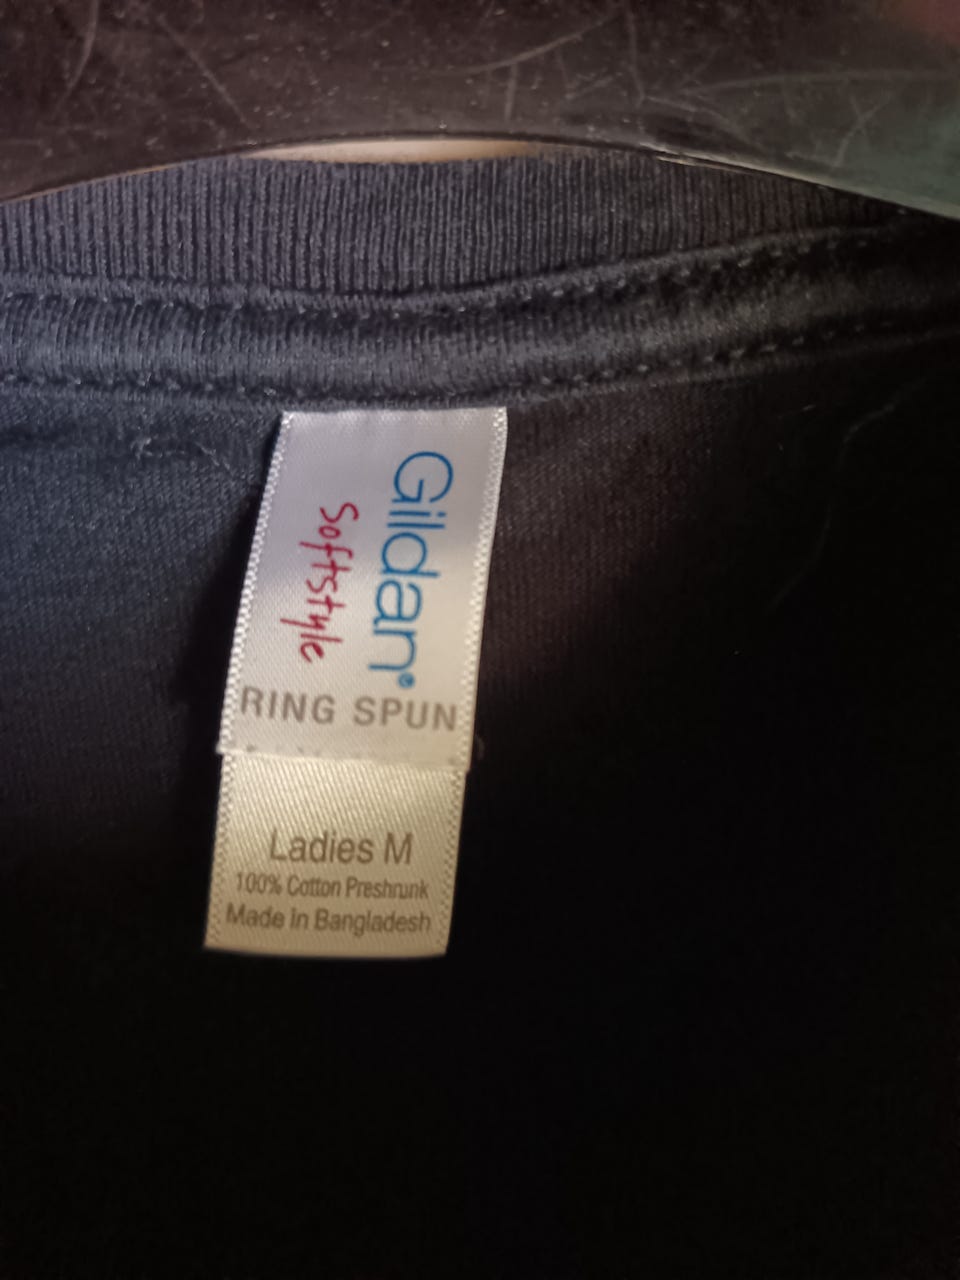 Gildan®
Softstyle
RING SPUN
Ladies M
100% Cotton Preshrunk
Made In Bangladesh